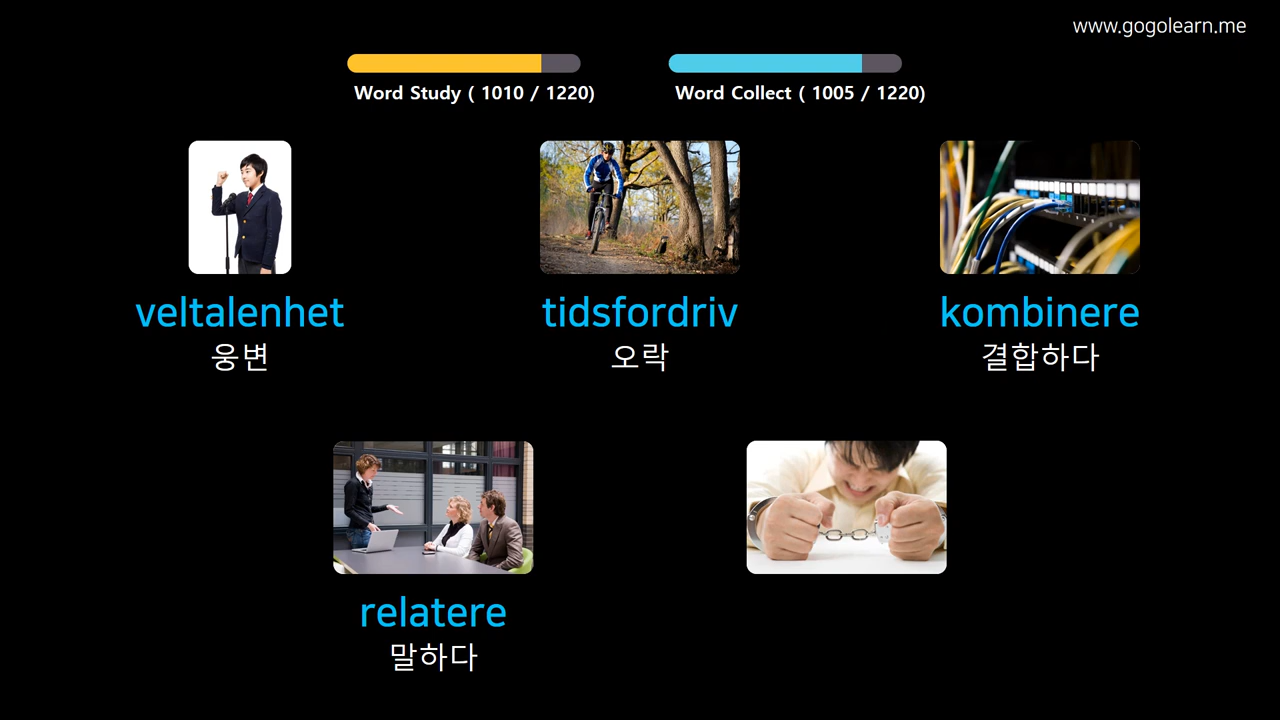 www.gogolearn.me
Word Study ( 1010 / 1220)
Word Collect ( 1005 / 1220)
veltalenhet
웅변
tidsfordriv
오락
kombinere
결합하다
relatere
말하다